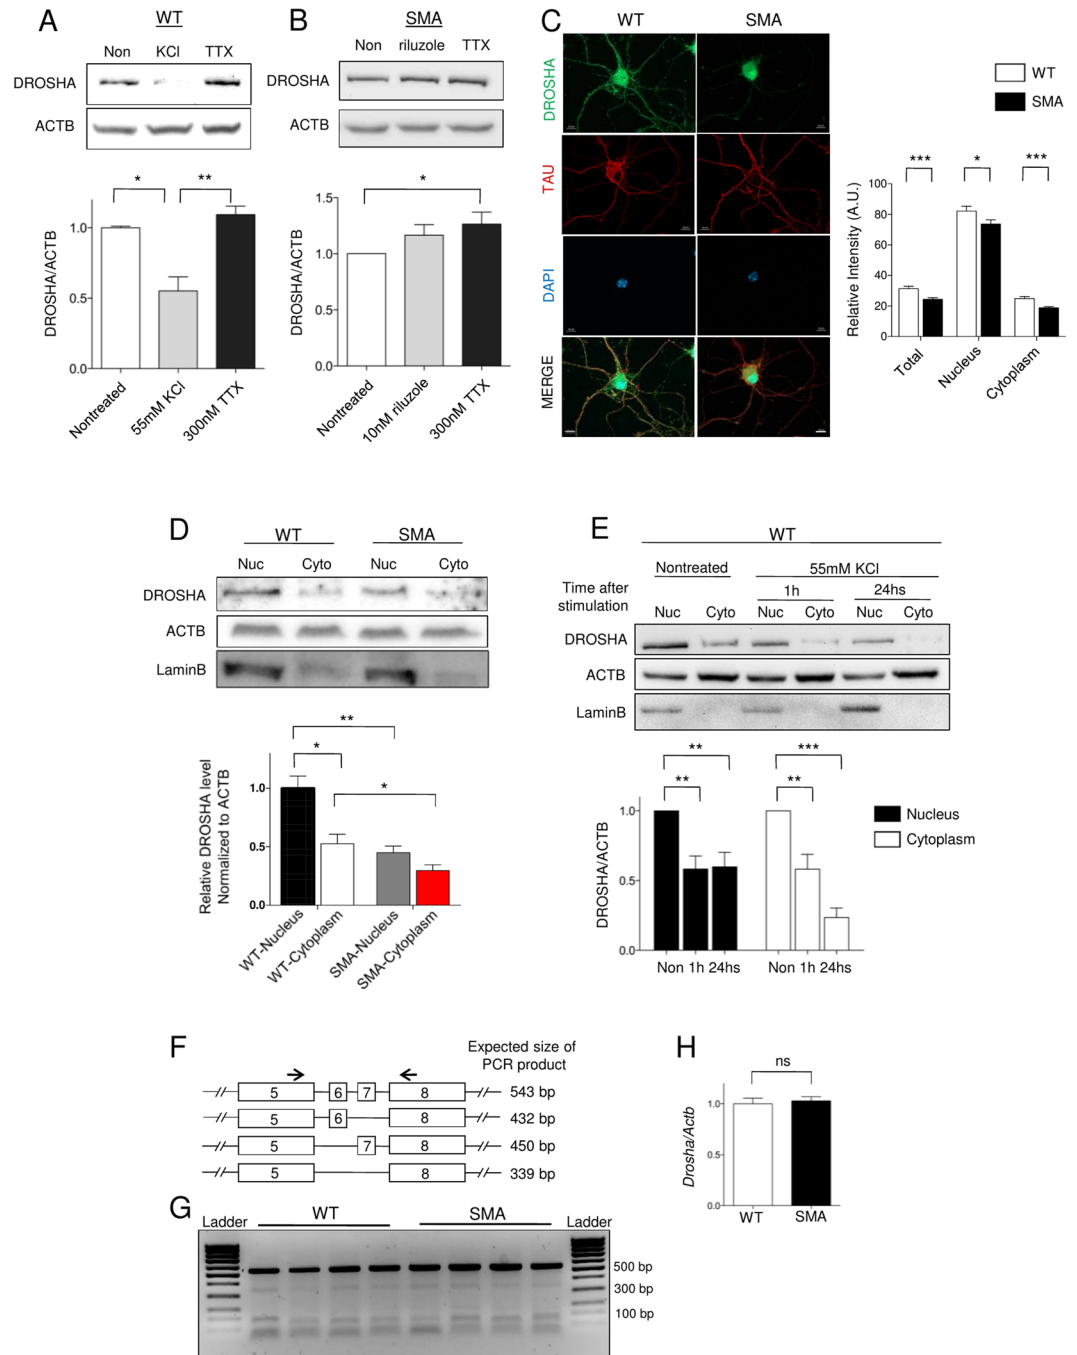 A
WT
Non KCl TTX
DROSHA
ACTB
* **
DROSHA/ACTB
1.0
0.5
0.0
Nontreated
55mM KCl
300nM TTX
B
SMA
Non riluzole TTX
DROSHA
ACTB
*
DROSHA/ACTB
1.5
1.0
0.5
0.0
Nontreated
10nM riluzole
300nM TTX
C
WT SMA
DROSHA
TAU
DAPI
MERGE
WT
SMA
*** * ***
Relative Intensity (A.U.)
100
80
60
40
20
0
Total
Nucleus
Cytoplasm
D
WT SMA
Nuc Cyto Nuc Cyto
DROSHA
ACTB
LaminB
**
*
*
Relative DROSHA level
Normalized to ACTB
1.0
0.5
0.0
WT-Nucleus
WT-Cytoplasm
SMA-Nucleus
SMA-Cytoplasm
E
WT
Nontreated 55mM KCl
Time after
stimulation
1h 24hs
Nuc Cyto Nuc Cyto Nuc Cyto
DROSHA
ACTB
LaminB
** ***
** **
DROSHA/ACTB
1.0
0.5
0.0
Non 1h 24hs Non 1h 24hs
Nucleus
Cytoplasm
F
Expected size of
PCR product
5 6 7 8 543 bp
5 6 8 432 bp
5 7 8 450 bp
5 8 339 bp
G
Ladder WT SMA Ladder
500 bp
300 bp
100 bp
H
ns
Drosha/Actb
1.0
0.5
0.0
WT SMA